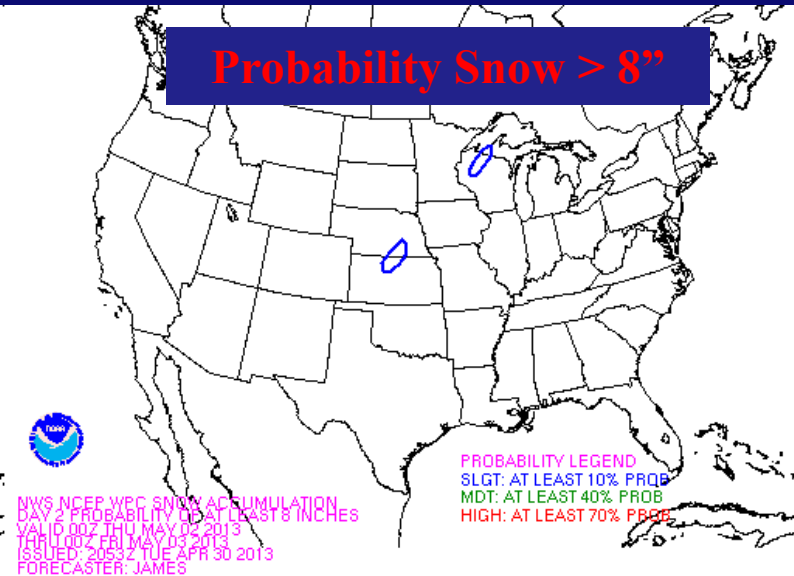 Probability Snow > 8”
noaa
PROBABILITY LEGEND
SLGT: AT LEAST 10% PROB
MDT: AT LEAST 40% PROB
HIGH: AT LEAST 70% PROB
NWS NCEP WPC SNOW ACCUMULATION
DAY 2 PROBABILITY OF AT LEAST 8 INCHES
VALID 00Z THU MAY 02 2013
THRU 00Z FRI MAY 03 2013
ISSUED: 2053Z TUE APR 30 2013
FORECASTER: JAMES